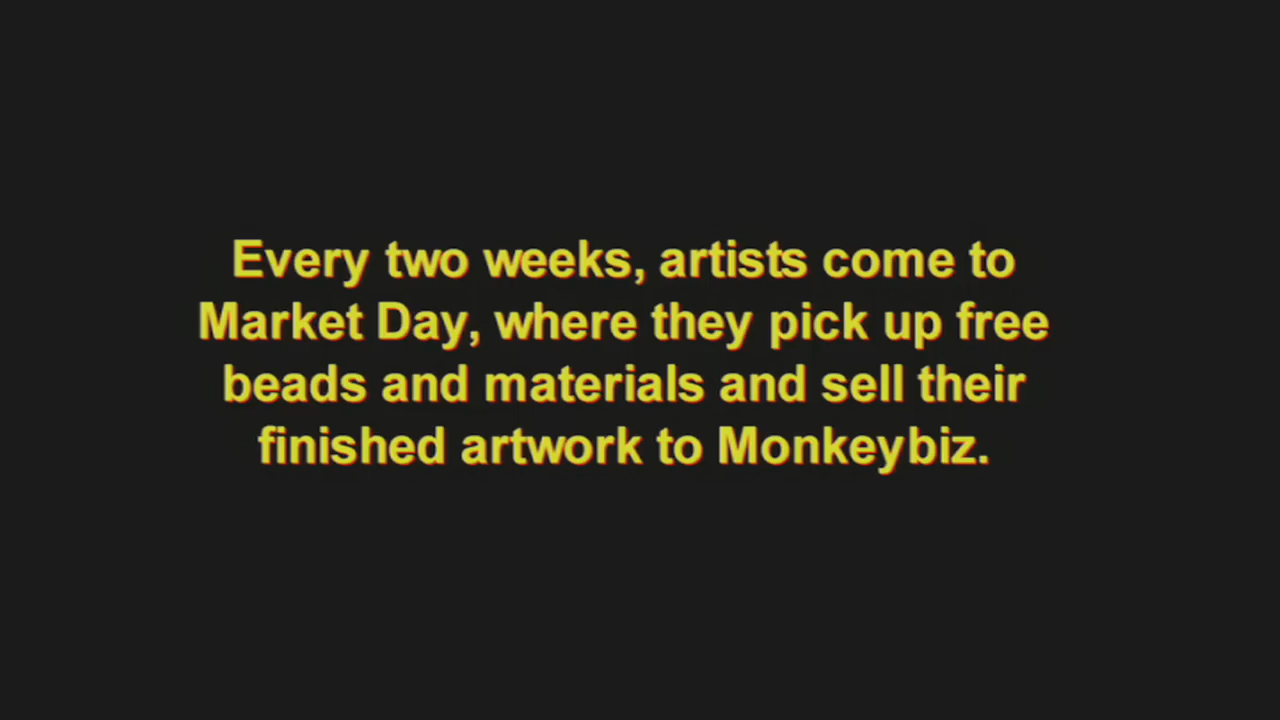 Every two weeks, artists come to
Market Day, where they pick up free
beads and materials and sell their
finished artwork to Monkeybiz.